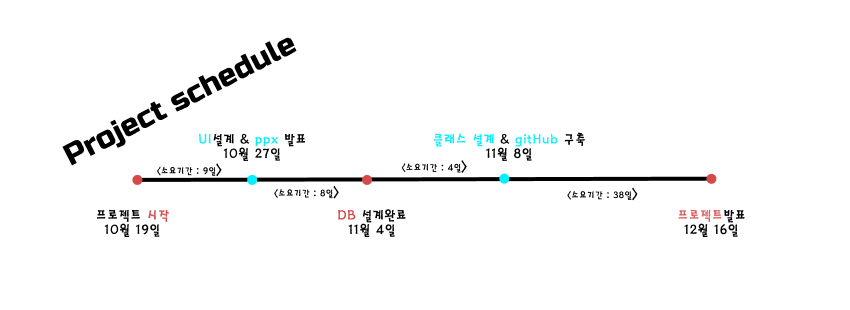 Project schedule
UI설계 & ppx 발표
10월 27일
클래스 설계 & gitHub 구축
11월 8일
<소요기간 : 9일>
<소요기간 : 8일>
<소요기간 : 4일>
<소요기간 : 38일>
프로젝트 시작
10월 19일
DB 설계완료
11월 4일
프로젝트발표
12월 16일